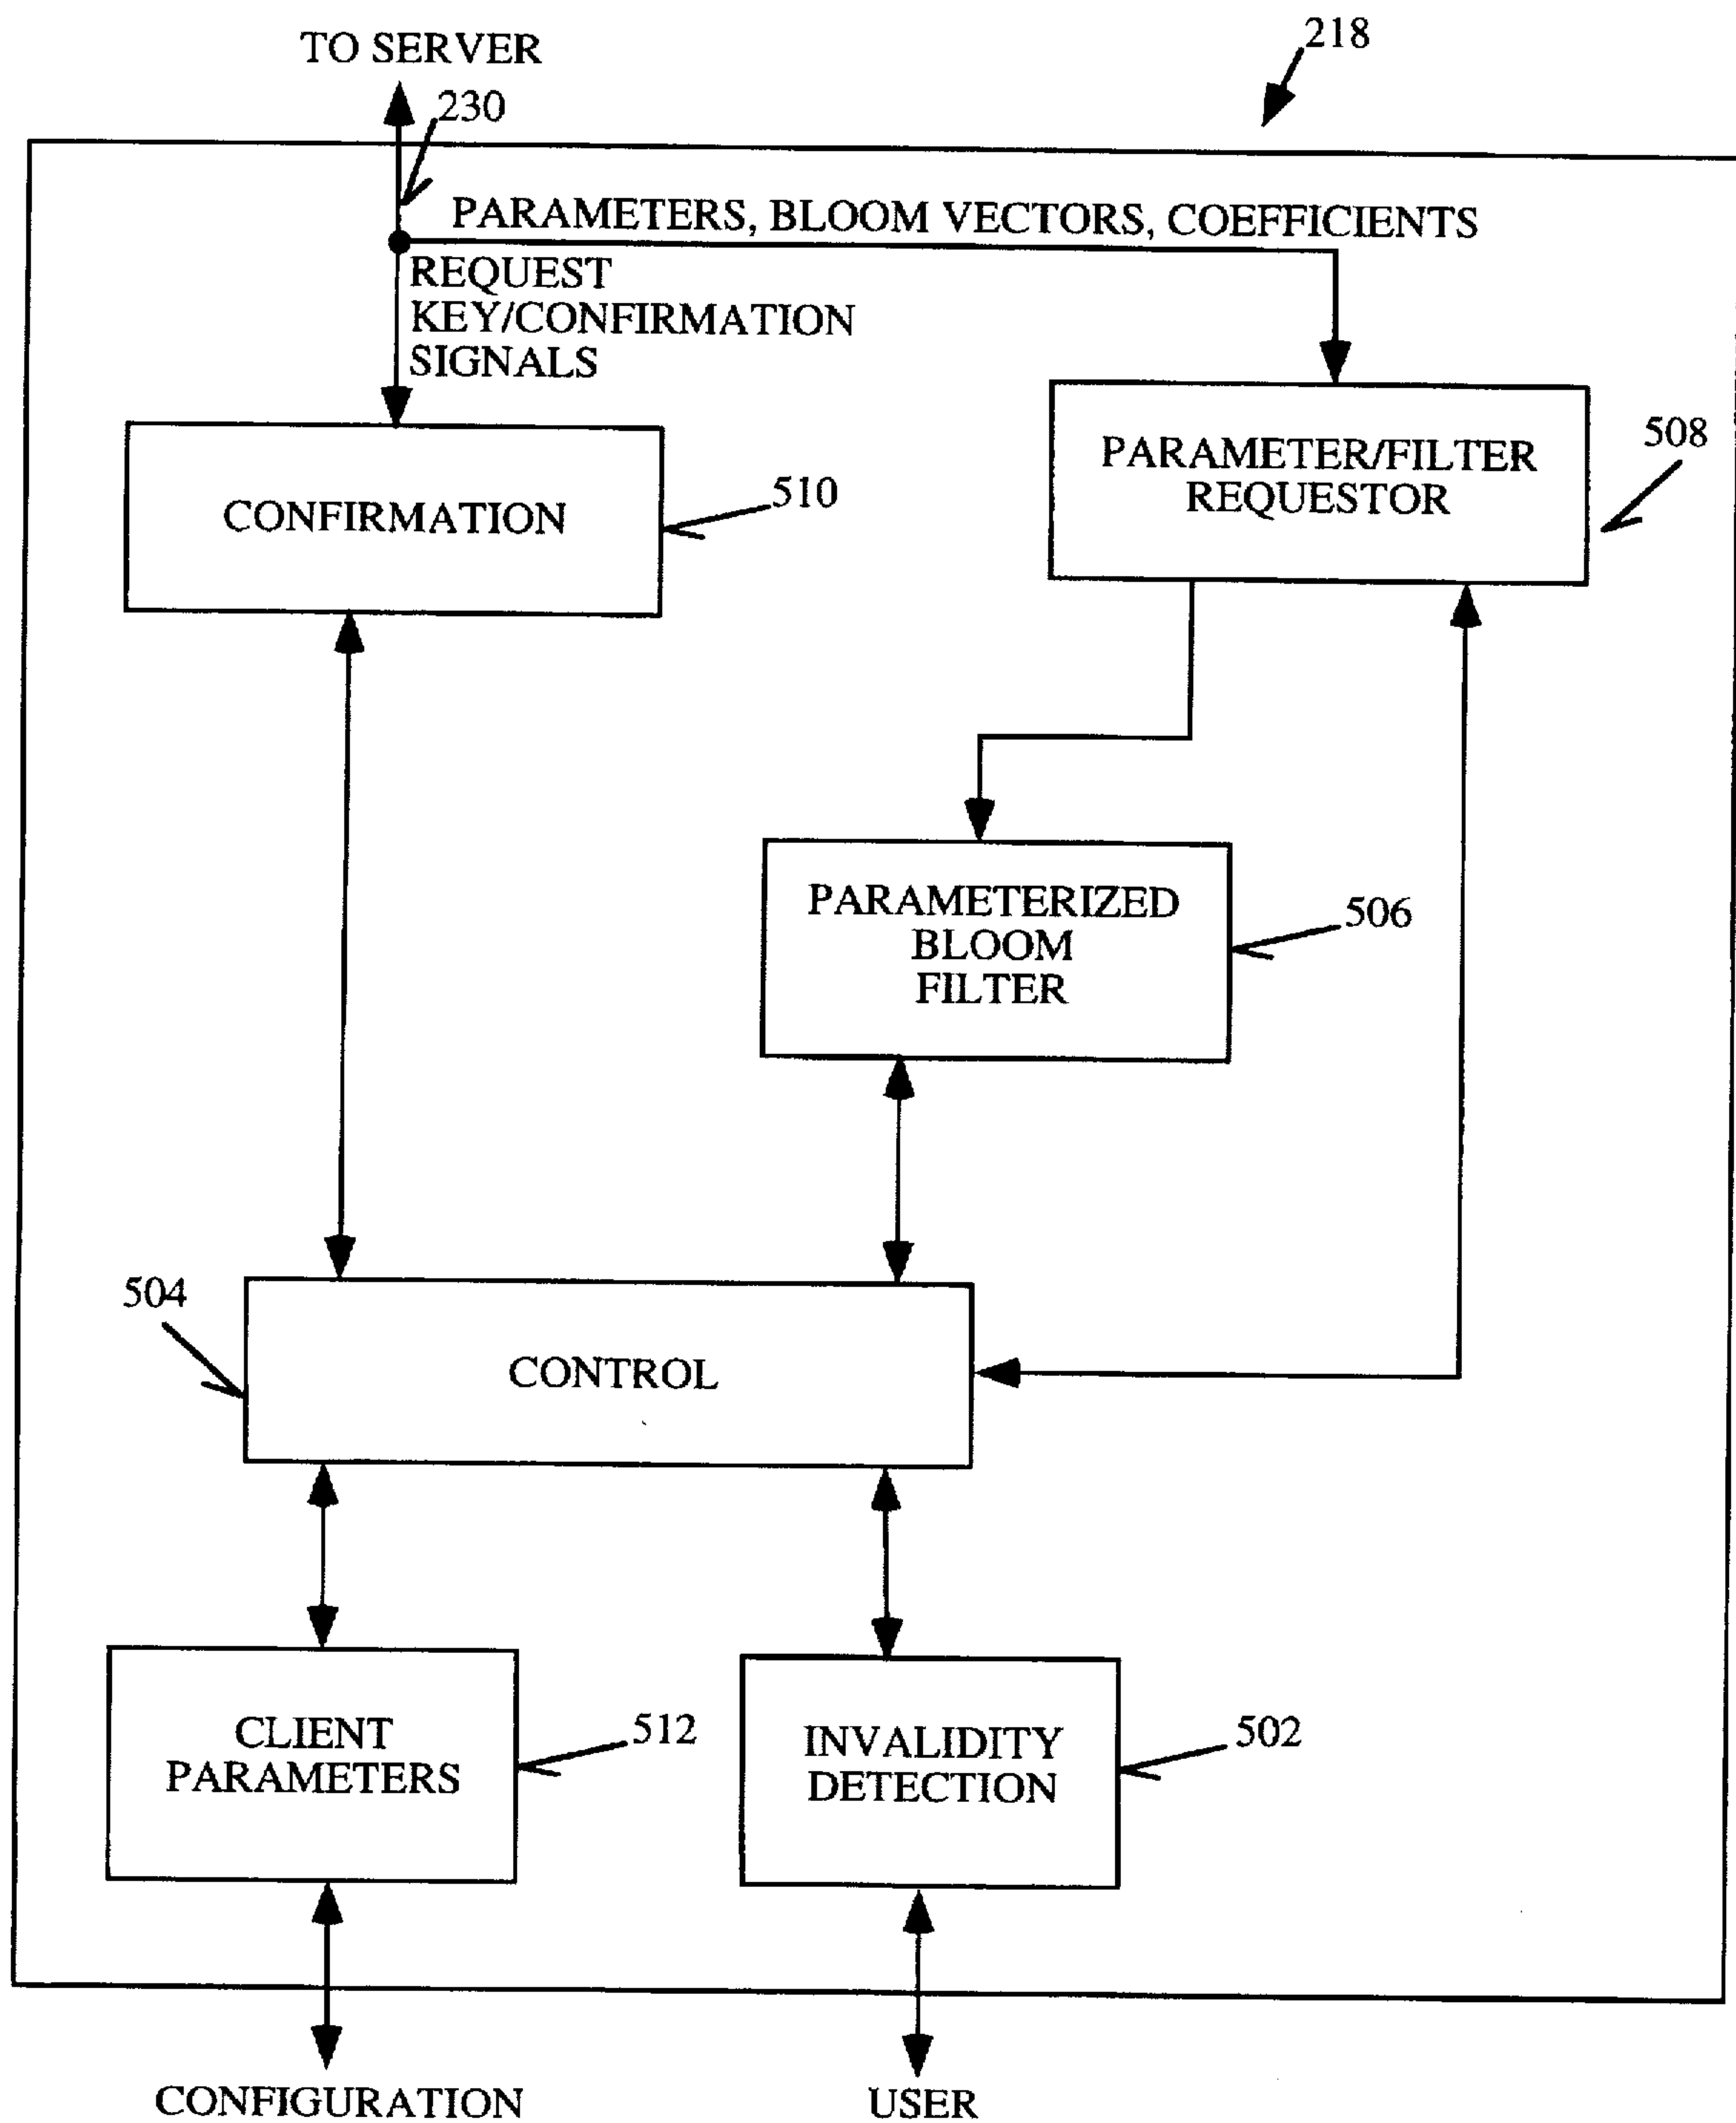 218
TO SERVER
230
PARAMETERS, BLOOM VECTORS, COEFFICIENTS
REQUEST
KEY/CONFIRMATION
SIGNALS
PARAMETER/FILTER
REQUESTOR
508
CONFIRMATION
510
PARAMETERIZED
BLOOM
FILTER
506
504
CONTROL
CLIENT
PARAMETERS
512
INVALIDITY
DETECTION
502
CONFIGURATION
USER